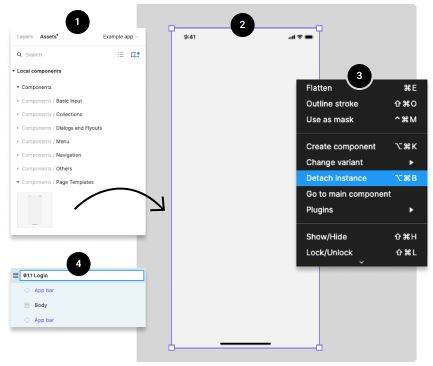 1
Layers
Assets
Example app
Search
Local components
Components
Components / Basic Input
Components / Collections
Components / Dialogs and Flyouts
Components / Menu
Components / Navigation
Components / Others
Components / Page Templates
2
9:41
3
Flatten ⌘E
Outline stroke ⇧⌘O
Use as mask ^⌘M
Create component ⌥⌘K
Change variant
Detach instance ⌥⌘B
Go to main component
Plugins
Show/Hide ⇧⌘H
Lock/Unlock ⇧⌘L
4
01.1 Login
App bar
Body
App bar